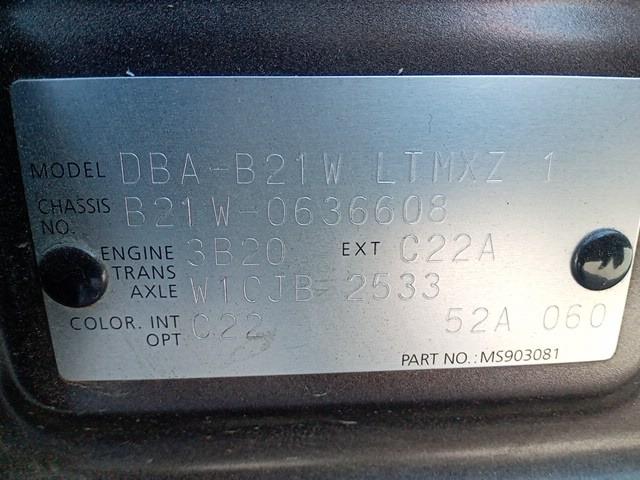 MODEL DBA-B21W LTMXZ 1
CHASSIS NO. B21W-0636608
ENGINE 3B20 EXT C22A
TRANS AXLE W1CJB 2533
COLOR. INT OPT C22 52A 060
PART NO.:MS903081